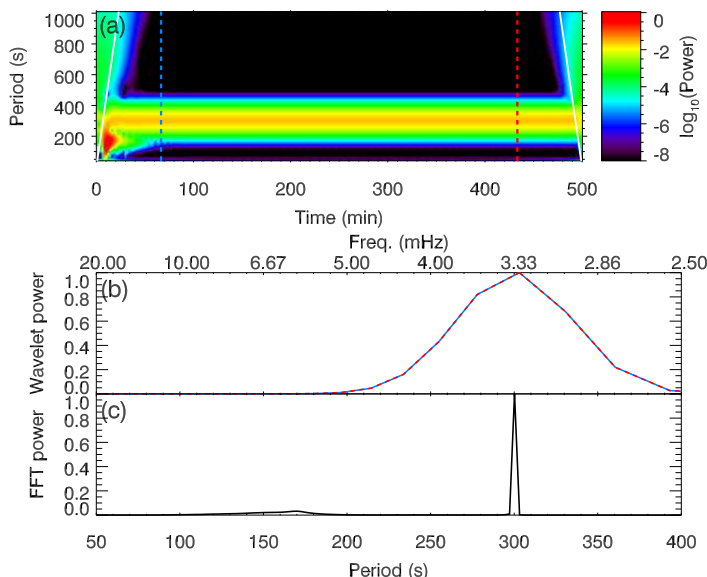 (a)
1000
800
600
400
200
Period (s)
0 100 200 300 400 500
Time (min)
0
-2
-4
-6
-8
log10(Power)
Freq. (mHz)
20.00 10.00 6.67 5.00 4.00 3.33 2.86 2.50
(b)
1.0
0.8
0.6
0.4
0.2
0.0
Wavelet power
(c)
1.0
0.8
0.6
0.4
0.2
0.0
FFT power
50 100 150 200 250 300 350 400
Period (s)